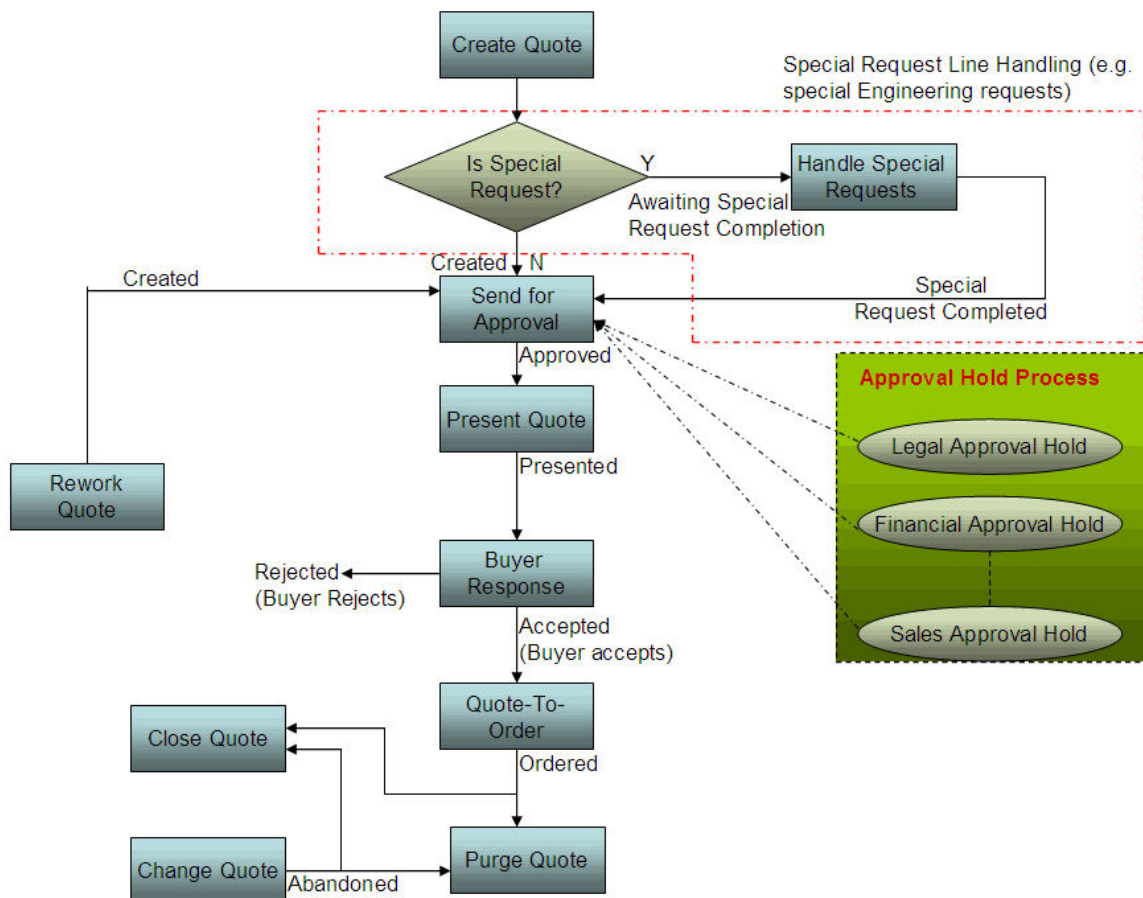 Create Quote
Special Request Line Handling (e.g.
special Engineering requests)
Is Special
Request?
Y
Handle Special
Requests
Awaiting Special
Request Completion
Created
N
Created
Send for
Approval
Special
Request Completed
Approved
Approval Hold Process
Present Quote
Legal Approval Hold
Presented
Rework
Quote
Financial Approval Hold
Buyer
Response
Rejected
(Buyer Rejects)
Sales Approval Hold
Accepted
(Buyer accepts)
Quote-To-
Order
Close Quote
Ordered
Purge Quote
Change Quote
Abandoned